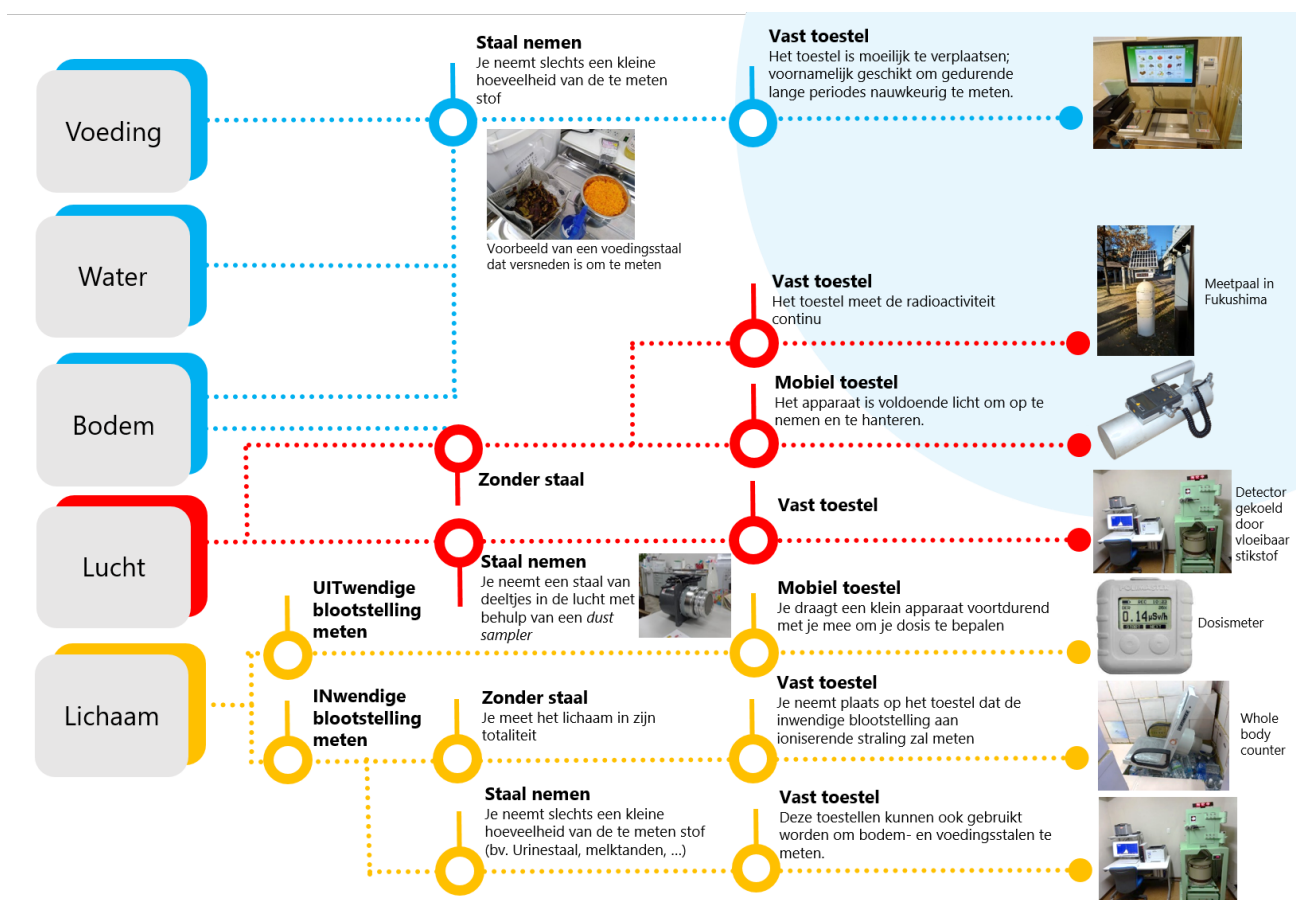 Voeding
Water
Bodem
Lucht
Lichaam
Staal nemen
Je neemt slechts een kleine
hoeveelheid van de te meten
stof
Voorbeeld van een voedingsstaal
dat versneden is om te meten
Vast toestel
Het toestel is moeilijk te verplaatsen;
voornamelijk geschikt om gedurende
lange periodes nauwkeurig te meten.
Vast toestel
Het toestel meet de radioactiviteit
continu
Meetpaal in
Fukushima
Mobiel toestel
Het apparaat is voldoende licht om op te
nemen en te hanteren.
Zonder staal
Vast toestel
Detector
gekoeld
door
vloeibaar
stikstof
Staal nemen
Je neemt een staal van
deeltjes in de lucht met
behulp van een dust
sampler
UITwendige
blootstelling
meten
Mobiel toestel
Je draagt een klein apparaat voortdurend
met je mee om je dosis te bepalen
0.14 µSv/h
Dosismeter
INwendige
blootstelling
meten
Zonder staal
Je meet het lichaam in zijn
totaliteit
Vast toestel
Je neemt plaats op het toestel dat de
inwendige blootstelling aan
ioniserende straling zal meten
Whole
body
counter
Staal nemen
Je neemt slechts een kleine
hoeveelheid van de te meten stof
(bv. Urinestaal, melktanden, ...)
Vast toestel
Deze toestellen kunnen ook gebruikt
worden om bodem- en voedingsstalen te
meten.